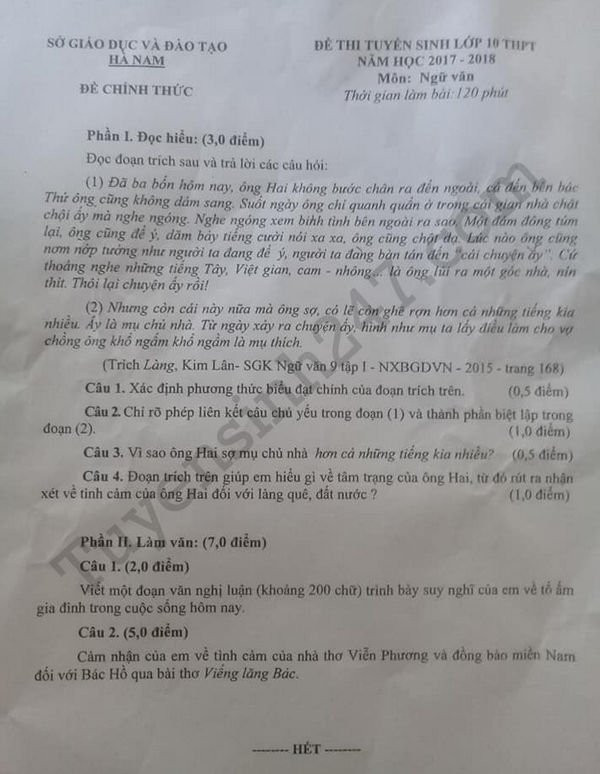 SỞ GIÁO DỤC VÀ ĐÀO TẠO
HÀ NAM
ĐỀ CHÍNH THỨC
ĐỀ THI TUYỂN SINH LỚP 10 THPT
NĂM HỌC 2017 - 2018
Môn: Ngữ văn
Thời gian làm bài: 120 phút
Phần I. Đọc hiểu: (3,0 điểm)
Đọc đoạn trích sau và trả lời các câu hỏi:
(1) Đã ba bốn hôm nay, ông Hai không bước chân ra đến ngoài, cả đến bên bác
Thứ ông cũng không dám sang. Suốt ngày ông chỉ quanh quẩn ở trong cái gian nhà chật
chội ấy mà nghe ngóng. Nghe ngóng xem bihh tình bên ngoài ra sao. Một đám đông túm
lại, ông cũng để ý, dăm bảy tiếng cười nói xa xa, ông cũng chột dạ. Lúc nào ông cũng
nơm nớp tưởng như người ta đang để ý, người ta đang bàn tán đến "cái chuyện ấy". Cứ
thoáng nghe những tiếng Tây, Việt gian, cam - nhông... là ông lủi ra một góc nhà, nín
thít. Thôi lại chuyện ấy rồi!
(2) Nhưng còn cái này nữa mà ông sợ, có lẽ còn ghê rợn hơn cả những tiếng kia
nhiều. Ấy là mụ chủ nhà. Từ ngày xảy ra chuyện ấy, hình như mụ ta lấy điều làm cho vợ
chồng ông khổ ngấm khổ ngầm là mụ thích.
(Trích Làng, Kim Lân- SGK Ngữ văn 9 tập I - NXBGDVN - 2015 - trang 168)
Câu 1. Xác định phương thức biểu đạt chính của đoạn trích trên. (0,5 điểm)
Câu 2. Chỉ rõ phép liên kết câu chủ yếu trong đoạn (1) và thành phần biệt lập trong
đoạn (2). (1,0 điểm)
Câu 3. Vì sao ông Hai sợ mụ chủ nhà hơn cả những tiếng kia nhiều? (0,5 điểm)
Câu 4. Đoạn trích trên giúp em hiểu gì về tâm trạng của ông Hai, từ đó rút ra nhận
xét về tình cảm của ông Hai đối với làng quê, đất nước ? (1,0 điểm)
Phần II. Làm văn: (7,0 điểm)
Câu 1. (2,0 điểm)
Viết một đoạn văn nghị luận (khoảng 200 chữ) trình bày suy nghĩ của em về tổ ấm
gia đình trong cuộc sống hôm nay.
Câu 2. (5,0 điểm)
Cảm nhận của em về tình cảm của nhà thơ Viễn Phương và đồng bào miền Nam
đối với Bác Hồ qua bài thơ Viếng lăng Bác.
-------- HẾT --------
Tuyensinh247.com